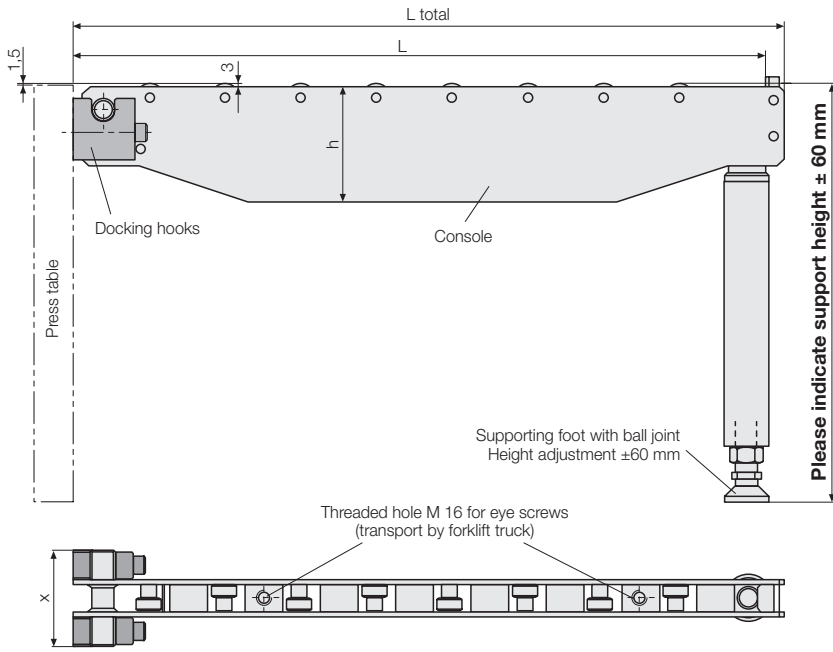 L total
L
1,5
3
h
Docking hooks
Console
Press table
Please indicate support height ± 60 mm
Supporting foot with ball joint
Height adjustment ±60 mm
Threaded hole M 16 for eye screws
(transport by forklift truck)
x